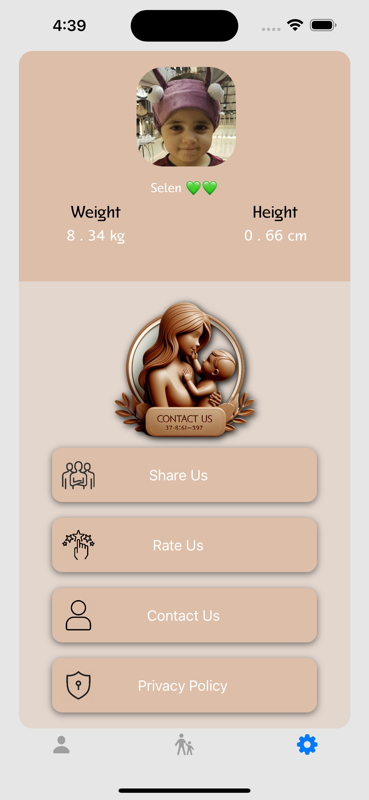 4:39
Selen 💚💚
Weight Height
8 . 34 kg 0 . 66 cm
CONTACT US
Share Us
Rate Us
Contact Us
Privacy Policy